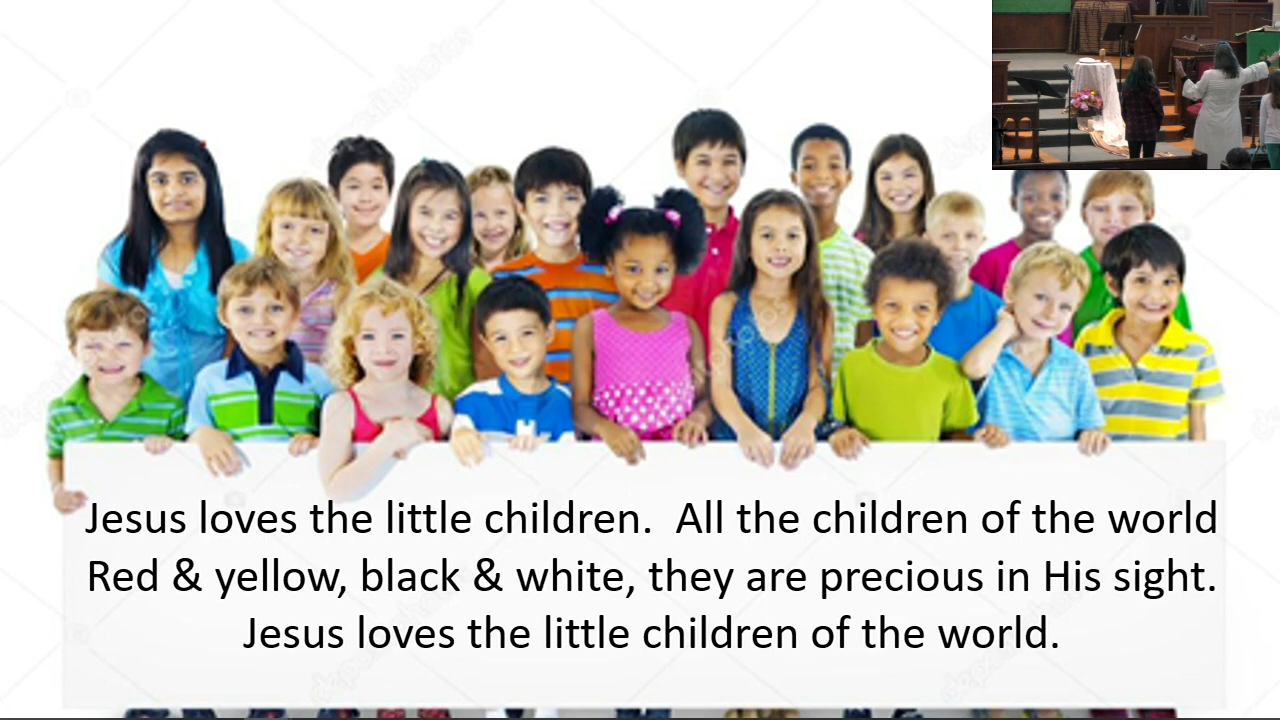 Jesus loves the little children.  All the children of the world
Red & yellow, black & white, they are precious in His sight.
Jesus loves the little children of the world.